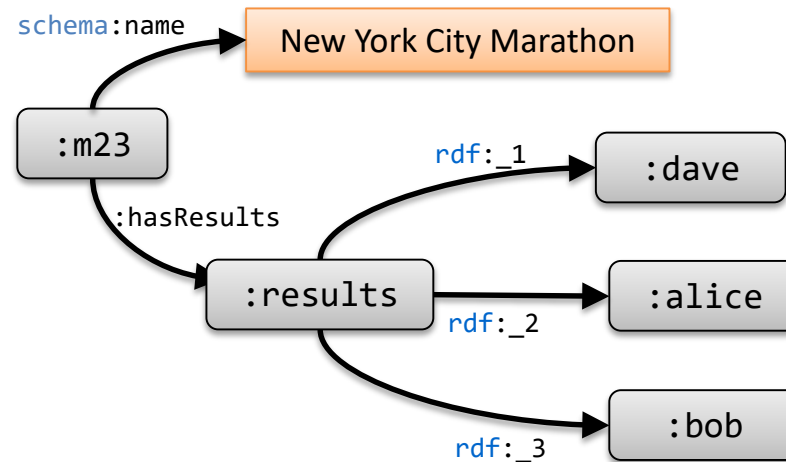 schema:name
New York City Marathon
:m23
rdf:_1
:dave
:hasResults
:results
:alice
rdf:_2
:bob
rdf:_3